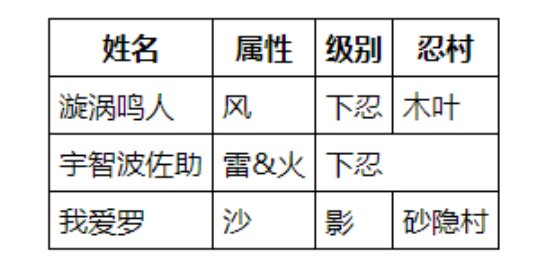 姓名 属性 级别 忍村
漩涡鸣人 风 下忍 木叶
宇智波佐助 雷&火 下忍
我爱罗 沙 影 砂隐村